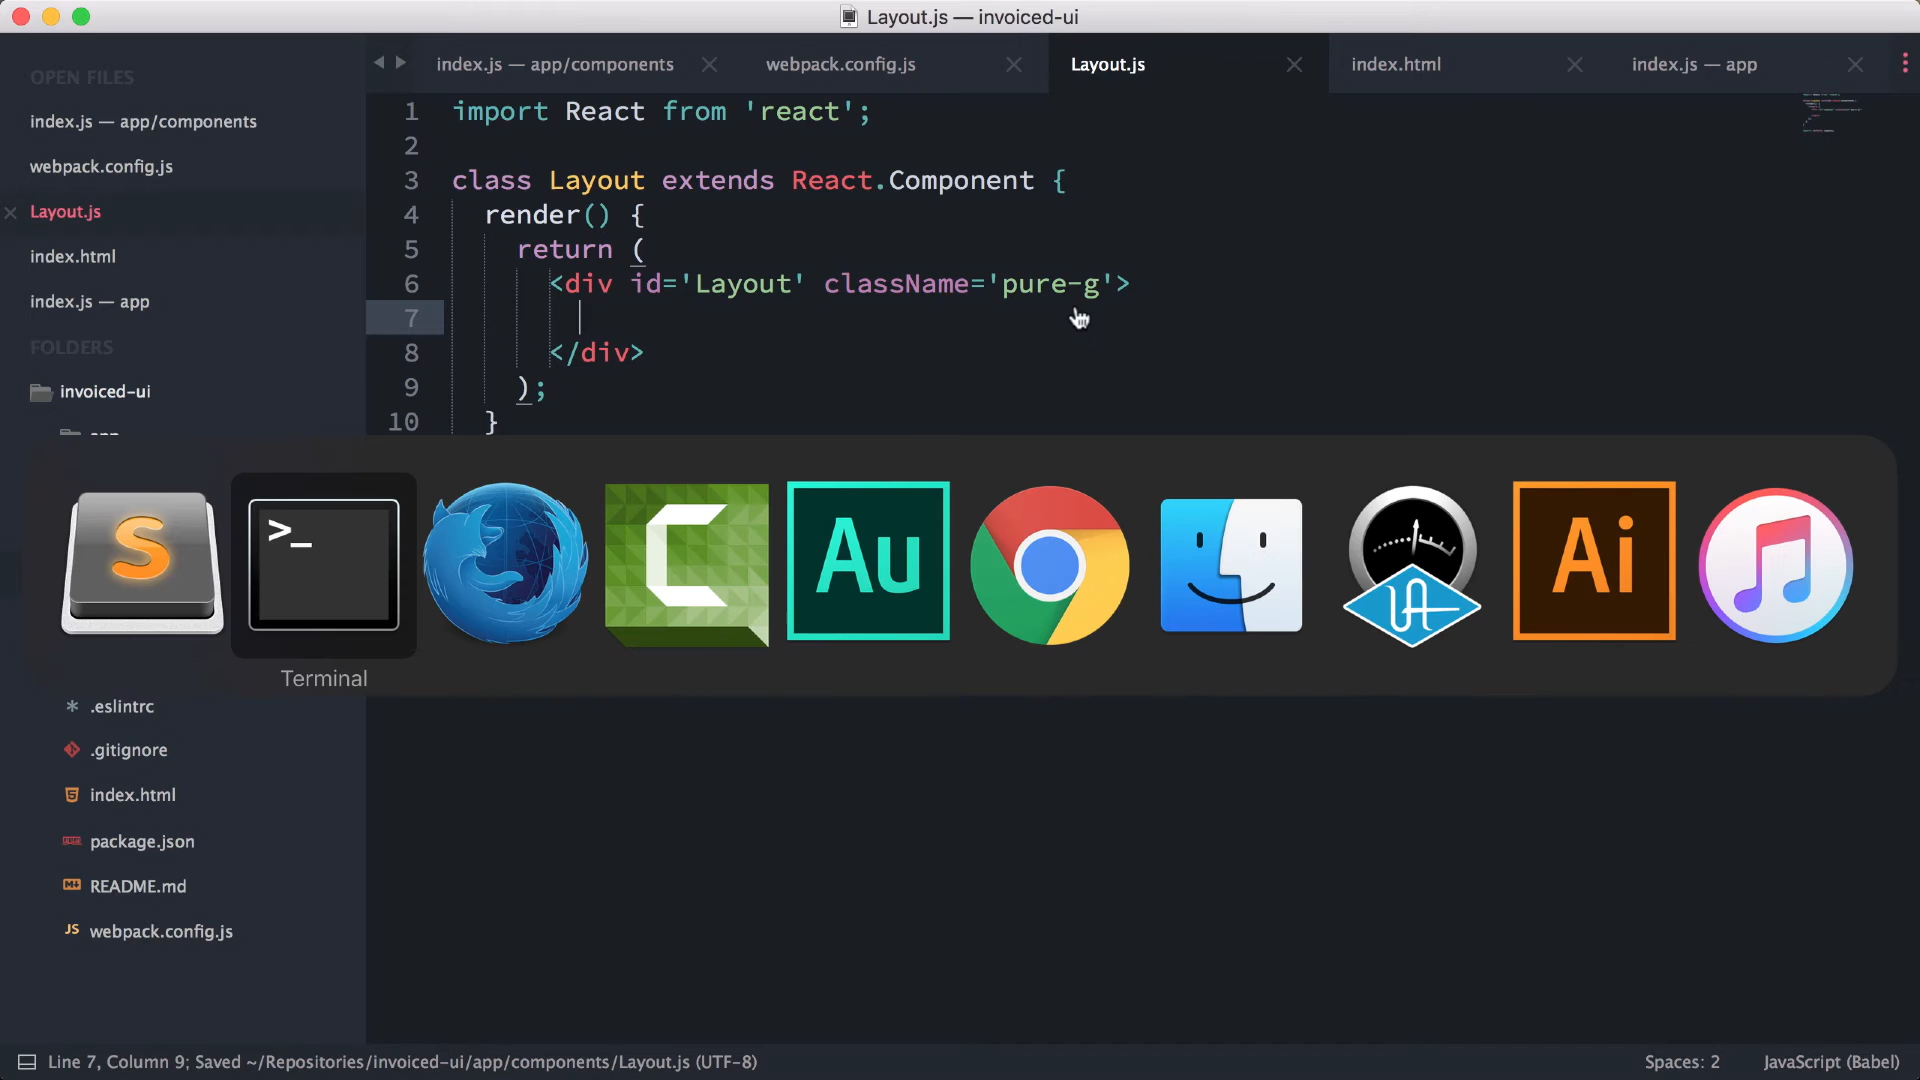 Layout.js — invoiced-ui
OPEN FILES
index.js — app/components
webpack.config.js
Layout.js
index.html
index.js — app
FOLDERS
invoiced-ui
.eslintrc
.gitignore
index.html
package.json
README.md
webpack.config.js
index.js — app/components
webpack.config.js
Layout.js
index.html
index.js — app
1 import React from 'react';
2
3 class Layout extends React.Component {
4 render() {
5 return (
6 <div id='Layout' className='pure-g'>
7
8 </div>
9 );
10 }
S
>_
C
Au
UA
Ai
Terminal
Line 7, Column 9; Saved ~/Repositories/invoiced-ui/app/components/Layout.js (UTF-8)
Spaces: 2
JavaScript (Babel)